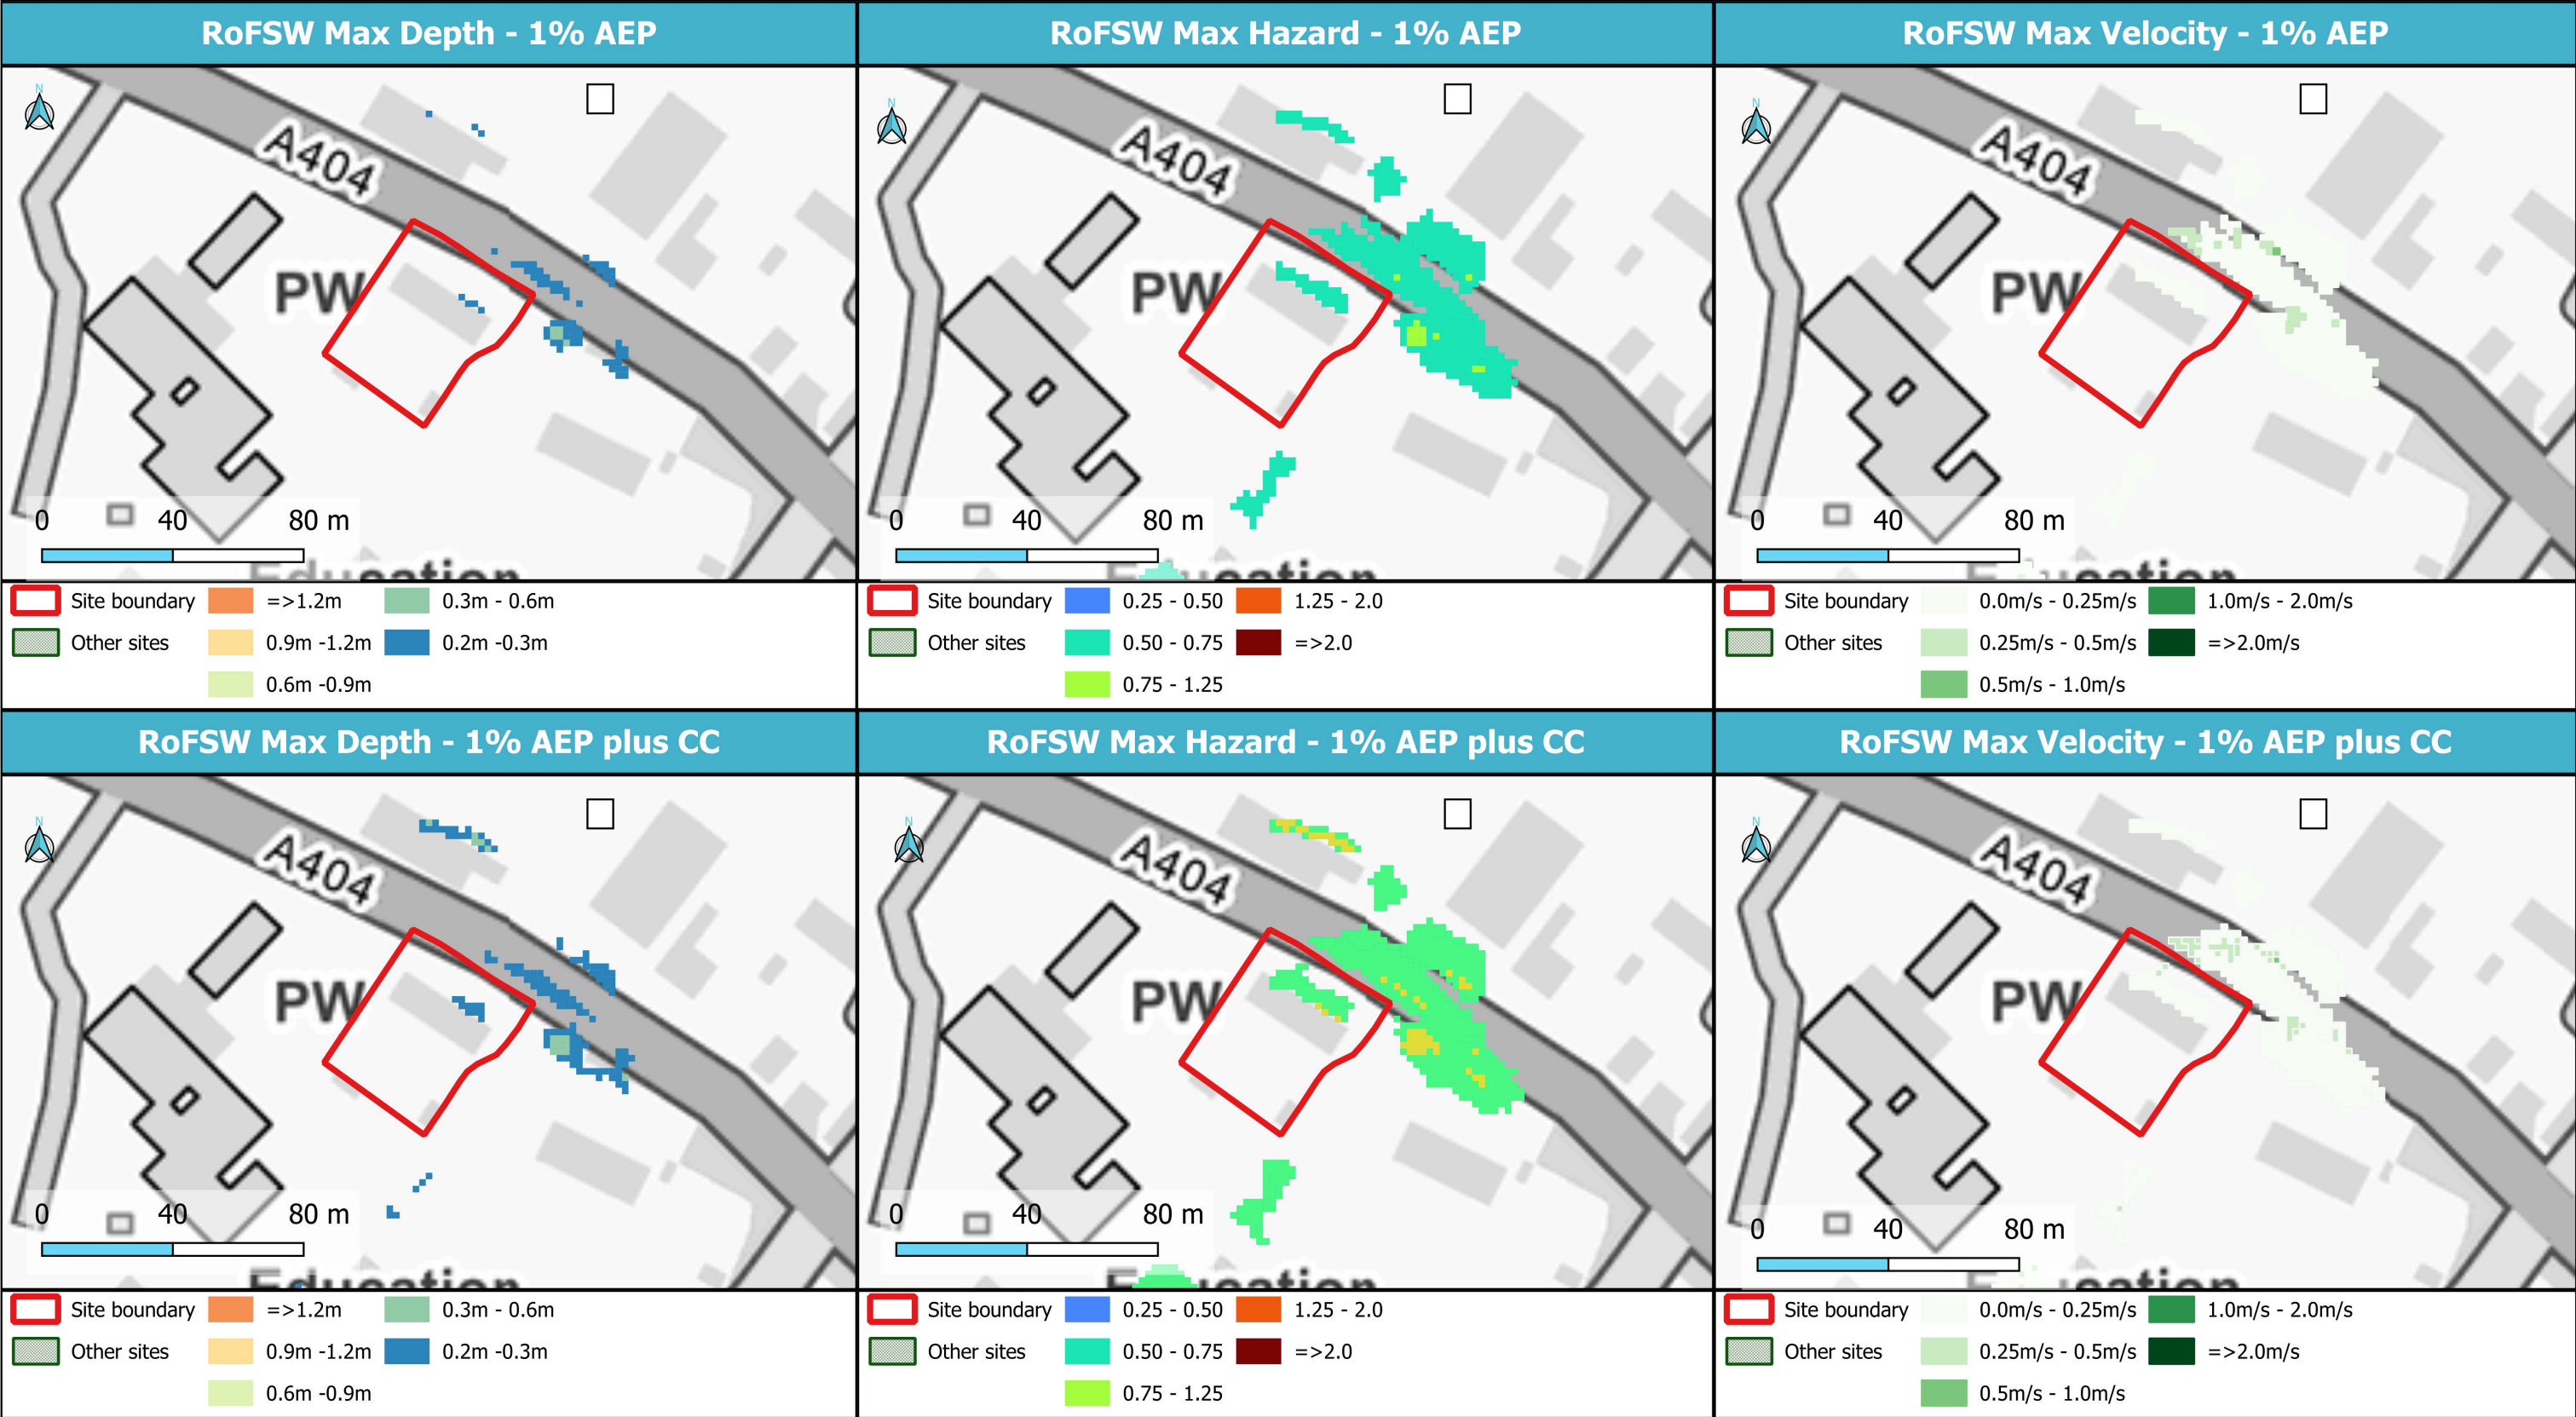 RoFSW Max Depth - 1% AEP
RoFSW Max Hazard - 1% AEP
RoFSW Max Velocity - 1% AEP
N
A404
PW
0 40 80 m
Education
N
A404
PW
0 40 80 m
Education
N
A404
PW
0 40 80 m
Education
Site boundary
=>1.2m
0.3m - 0.6m
Other sites
0.9m -1.2m
0.2m -0.3m
0.6m -0.9m
Site boundary
0.25 - 0.50
1.25 - 2.0
Other sites
0.50 - 0.75
=>2.0
0.75 - 1.25
Site boundary
0.0m/s - 0.25m/s
1.0m/s - 2.0m/s
Other sites
0.25m/s - 0.5m/s
=>2.0m/s
0.5m/s - 1.0m/s
RoFSW Max Depth - 1% AEP plus CC
RoFSW Max Hazard - 1% AEP plus CC
RoFSW Max Velocity - 1% AEP plus CC
N
A404
PW
0 40 80 m
Education
N
A404
PW
0 40 80 m
Education
N
A404
PW
0 40 80 m
Education
Site boundary
=>1.2m
0.3m - 0.6m
Other sites
0.9m -1.2m
0.2m -0.3m
0.6m -0.9m
Site boundary
0.25 - 0.50
1.25 - 2.0
Other sites
0.50 - 0.75
=>2.0
0.75 - 1.25
Site boundary
0.0m/s - 0.25m/s
1.0m/s - 2.0m/s
Other sites
0.25m/s - 0.5m/s
=>2.0m/s
0.5m/s - 1.0m/s